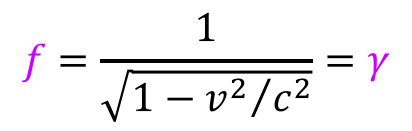 f = 1 / √(1 − v²/c²) = γ